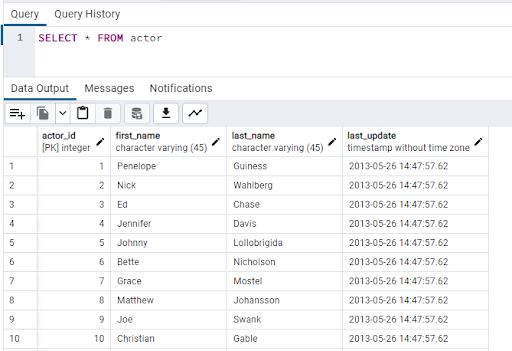 Query Query History
1 SELECT * FROM actor
Data Output Messages Notifications
actor_id first_name last_name last_update
[PK] integer character varying (45) character varying (45) timestamp without time zone
1 1 Penelope Guiness 2013-05-26 14:47:57.62
2 2 Nick Wahlberg 2013-05-26 14:47:57.62
3 3 Ed Chase 2013-05-26 14:47:57.62
4 4 Jennifer Davis 2013-05-26 14:47:57.62
5 5 Johnny Lollobrigida 2013-05-26 14:47:57.62
6 6 Bette Nicholson 2013-05-26 14:47:57.62
7 7 Grace Mostel 2013-05-26 14:47:57.62
8 8 Matthew Johansson 2013-05-26 14:47:57.62
9 9 Joe Swank 2013-05-26 14:47:57.62
10 10 Christian Gable 2013-05-26 14:47:57.62